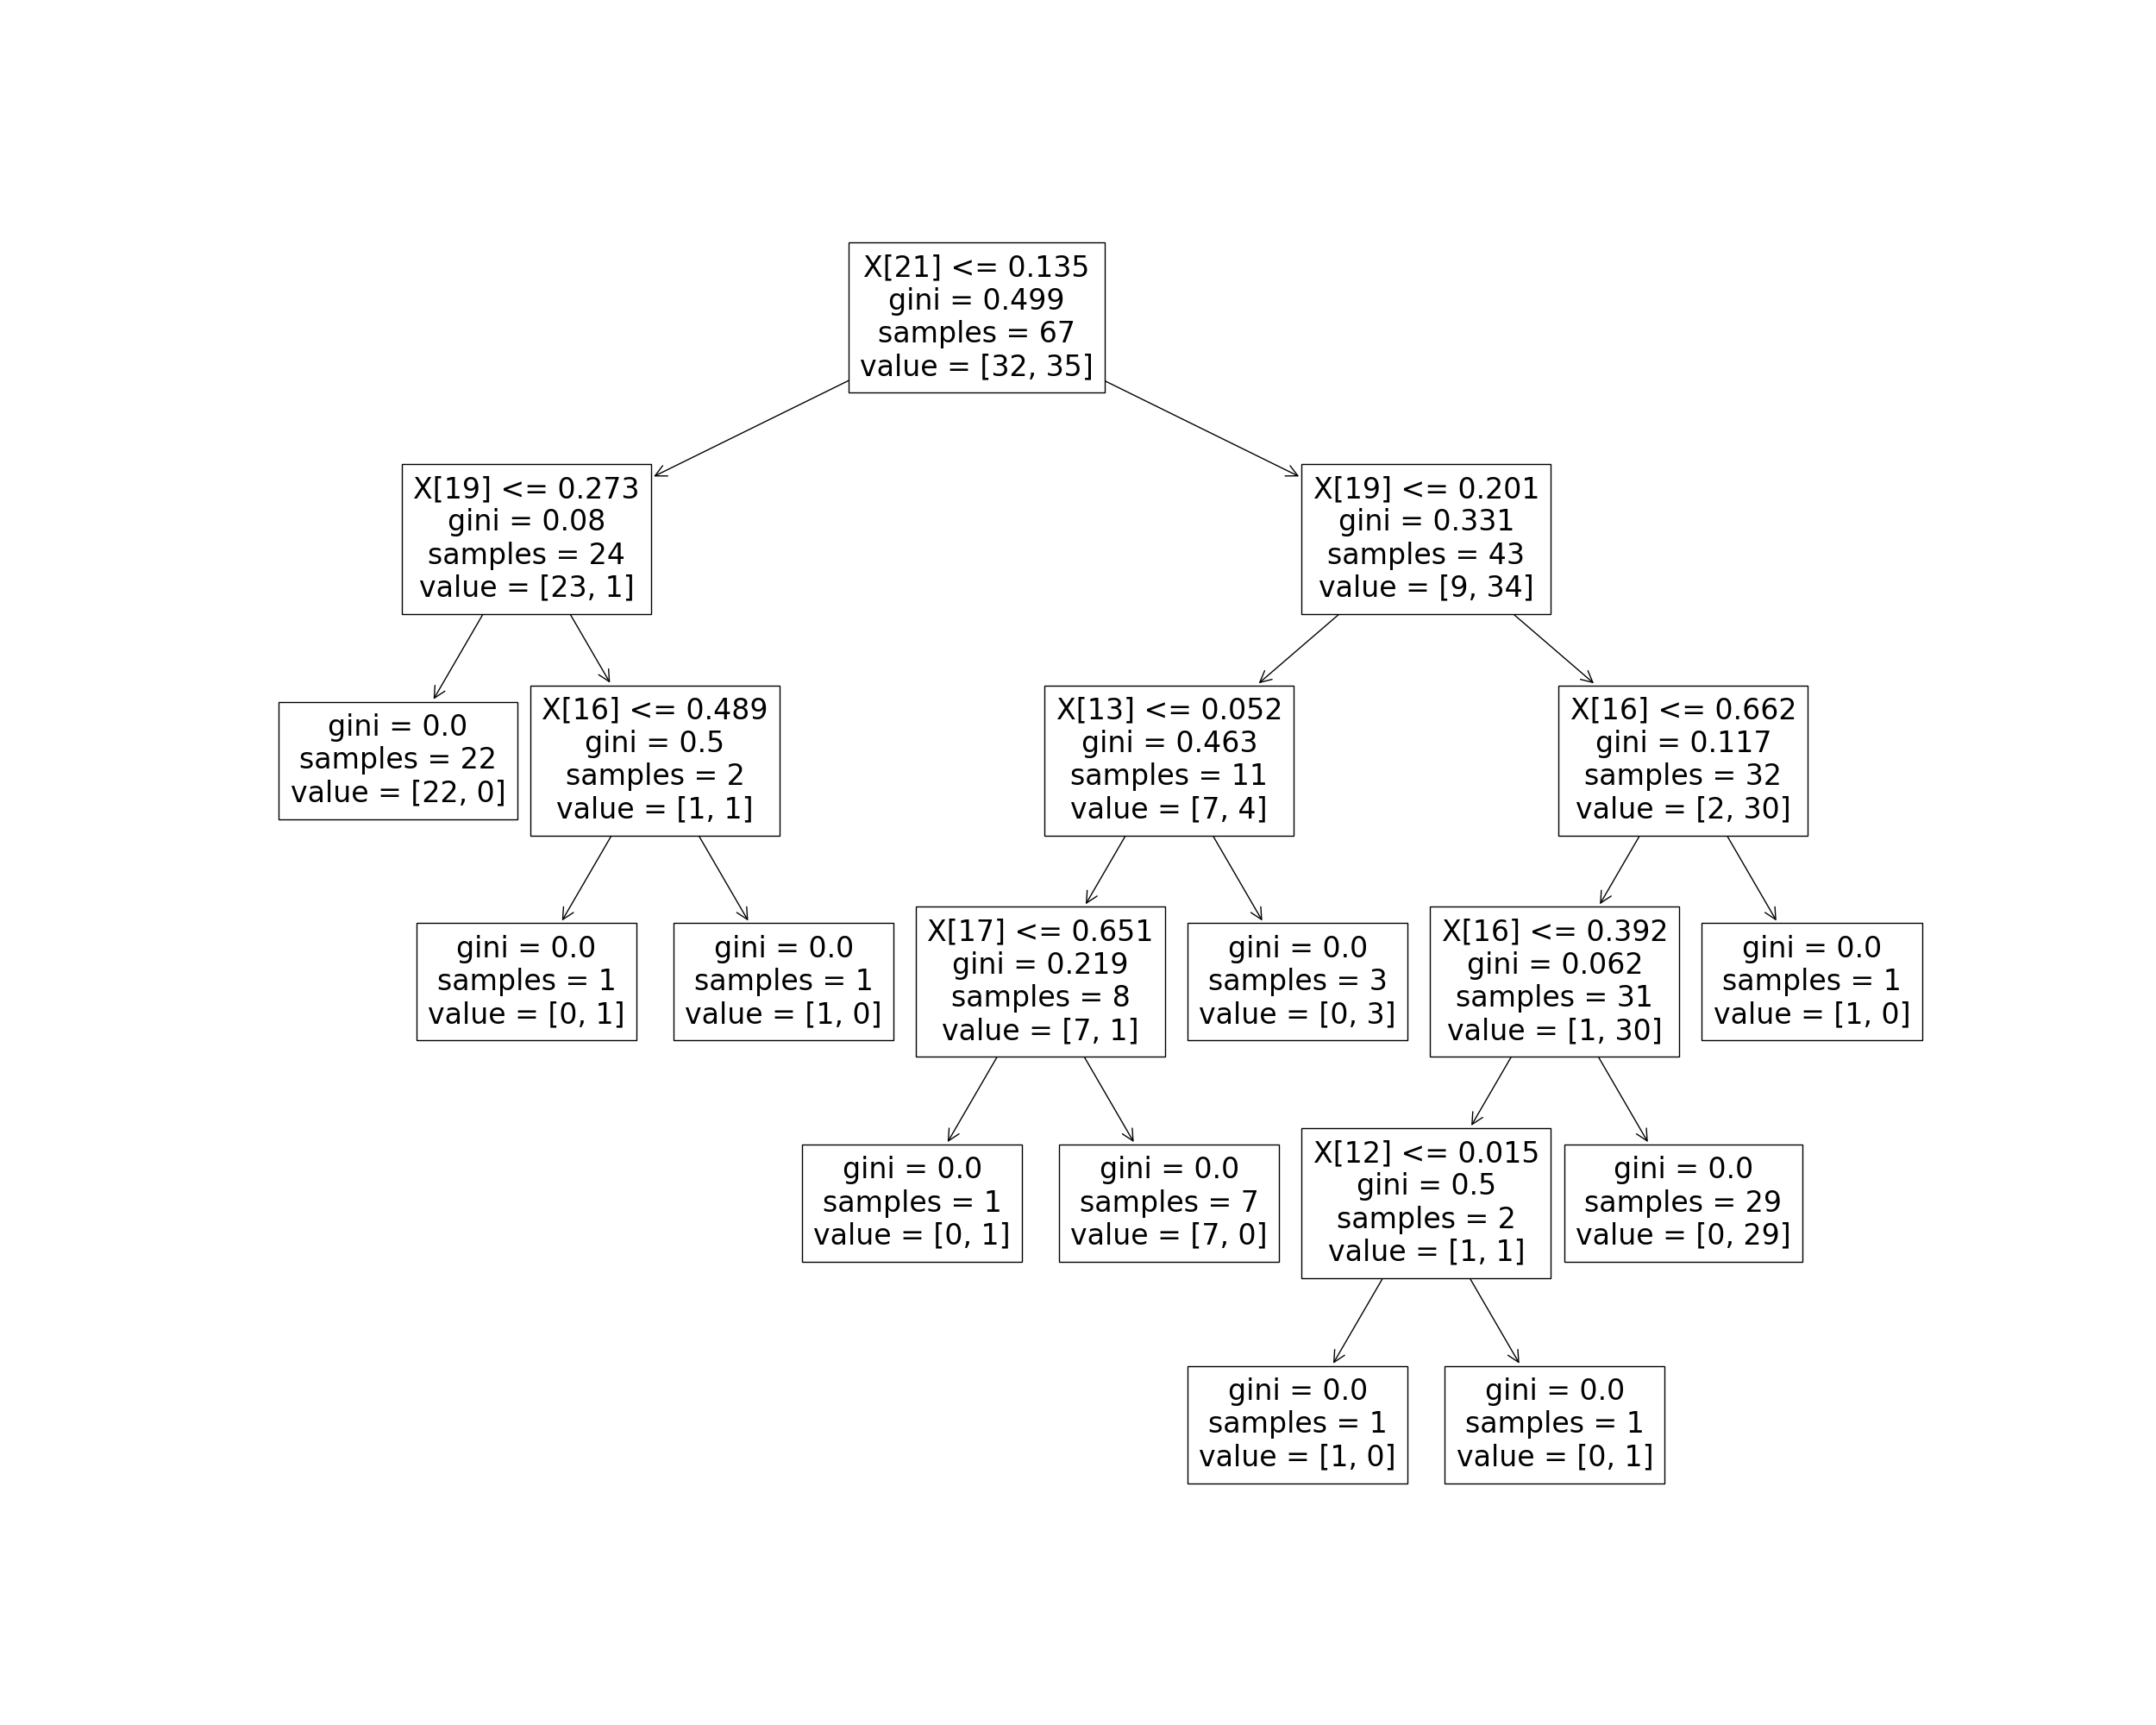 X[21] <= 0.135
gini = 0.499
samples = 67
value = [32, 35]
X[19] <= 0.273
gini = 0.08
samples = 24
value = [23, 1]
X[19] <= 0.201
gini = 0.331
samples = 43
value = [9, 34]
gini = 0.0
samples = 22
value = [22, 0]
X[16] <= 0.489
gini = 0.5
samples = 2
value = [1, 1]
X[13] <= 0.052
gini = 0.463
samples = 11
value = [7, 4]
X[16] <= 0.662
gini = 0.117
samples = 32
value = [2, 30]
gini = 0.0
samples = 1
value = [0, 1]
gini = 0.0
samples = 1
value = [1, 0]
X[17] <= 0.651
gini = 0.219
samples = 8
value = [7, 1]
gini = 0.0
samples = 3
value = [0, 3]
X[16] <= 0.392
gini = 0.062
samples = 31
value = [1, 30]
gini = 0.0
samples = 1
value = [1, 0]
gini = 0.0
samples = 1
value = [0, 1]
gini = 0.0
samples = 7
value = [7, 0]
X[12] <= 0.015
gini = 0.5
samples = 2
value = [1, 1]
gini = 0.0
samples = 29
value = [0, 29]
gini = 0.0
samples = 1
value = [1, 0]
gini = 0.0
samples = 1
value = [0, 1]